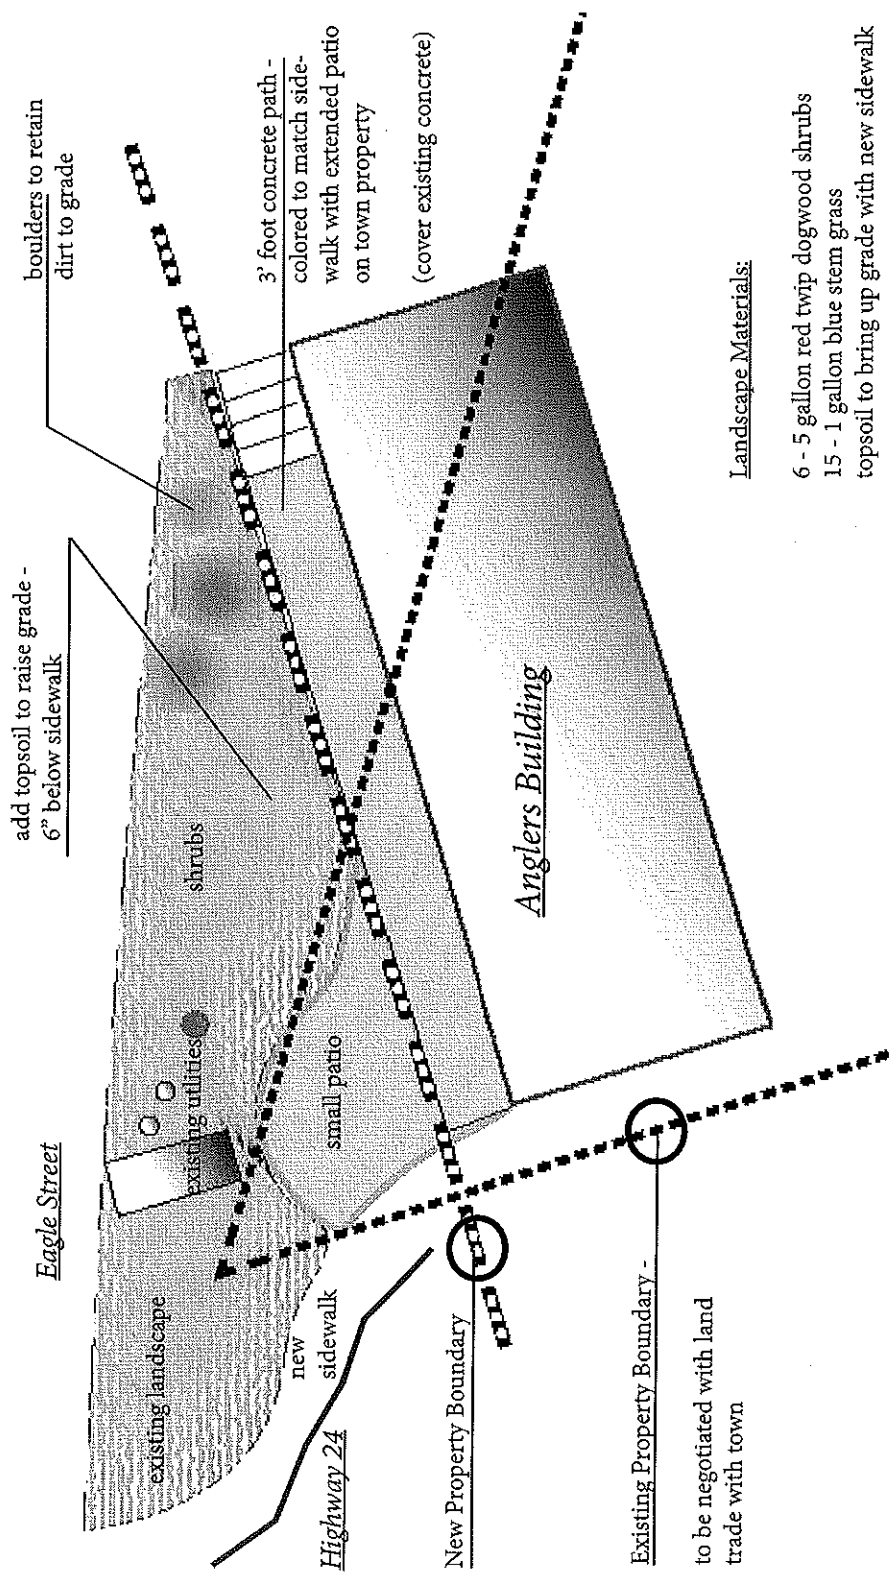 Eagle Street
add topsoil to raise grade -
6" below sidewalk
boulders to retain
dirt to grade
existing landscape
existing utilities
shrubs
3' foot concrete path -
colored to match side-
walk with extended patio
on town property
(cover existing concrete)
new
sidewalk
small patio
Highway 24
New Property Boundary
Anglers Building
Existing Property Boundary -
to be negotiated with land
trade with town
Landscape Materials:
6 - 5 gallon red twip dogwood shrubs
15 - 1 gallon blue stem grass
topsoil to bring up grade with new sidewalk